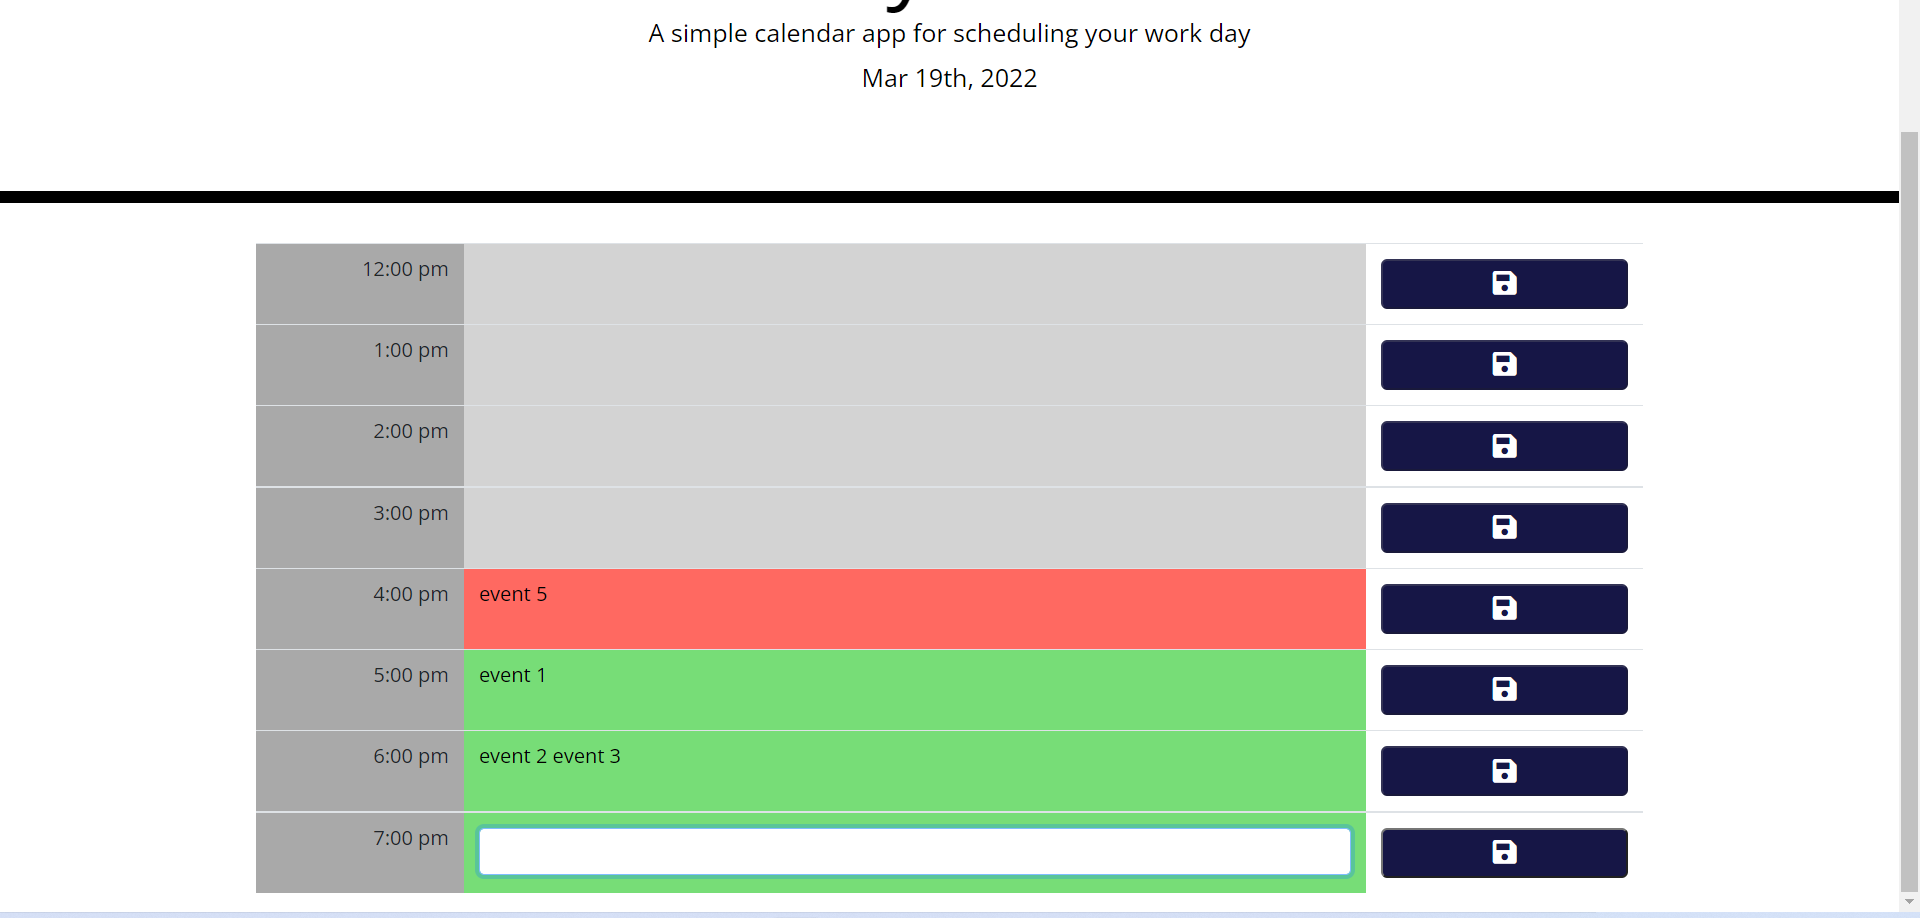 A simple calendar app for scheduling your work day
Mar 19th, 2022
12:00 pm
1:00 pm
2:00 pm
3:00 pm
4:00 pm event 5
5:00 pm event 1
6:00 pm event 2 event 3
7:00 pm